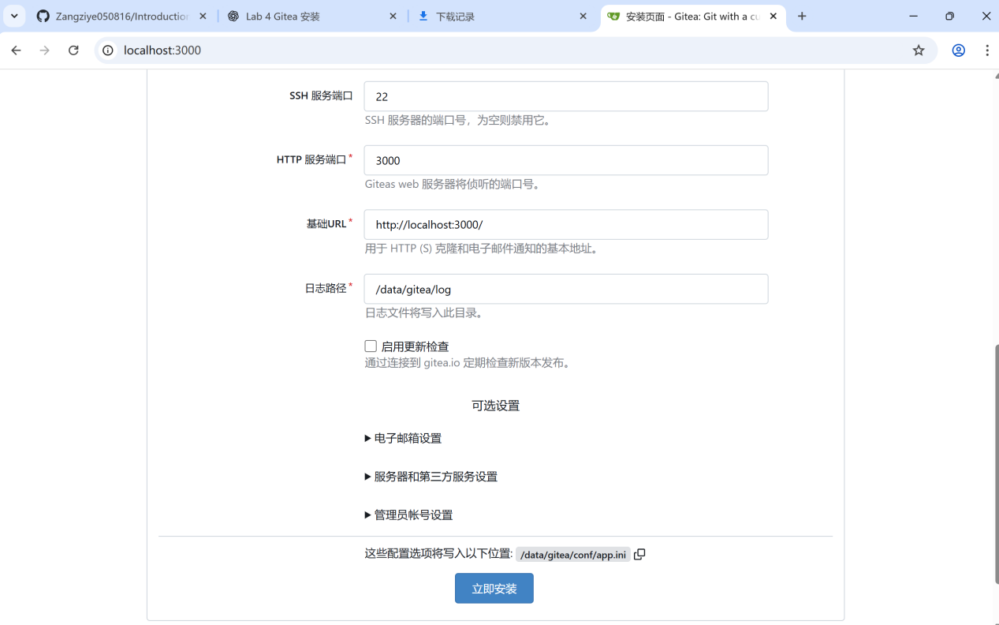 Zangziye050816/Introduction
Lab 4 Gitea 安装
下载记录
安装页面 - Gitea: Git with a cu
localhost:3000
SSH 服务端口
22
SSH 服务器的端口号，为空则禁用它。
HTTP 服务端口*
3000
Giteas web 服务器将侦听的端口号。
基础URL*
http://localhost:3000/
用于 HTTP (S) 克隆和电子邮件通知的基本地址。
日志路径*
/data/gitea/log
日志文件将写入此目录。
启用更新检查
通过连接到 gitea.io 定期检查新版本发布。
可选设置
电子邮箱设置
服务器和第三方服务设置
管理员帐号设置
这些配置选项将写入以下位置: /data/gitea/conf/app.ini
立即安装